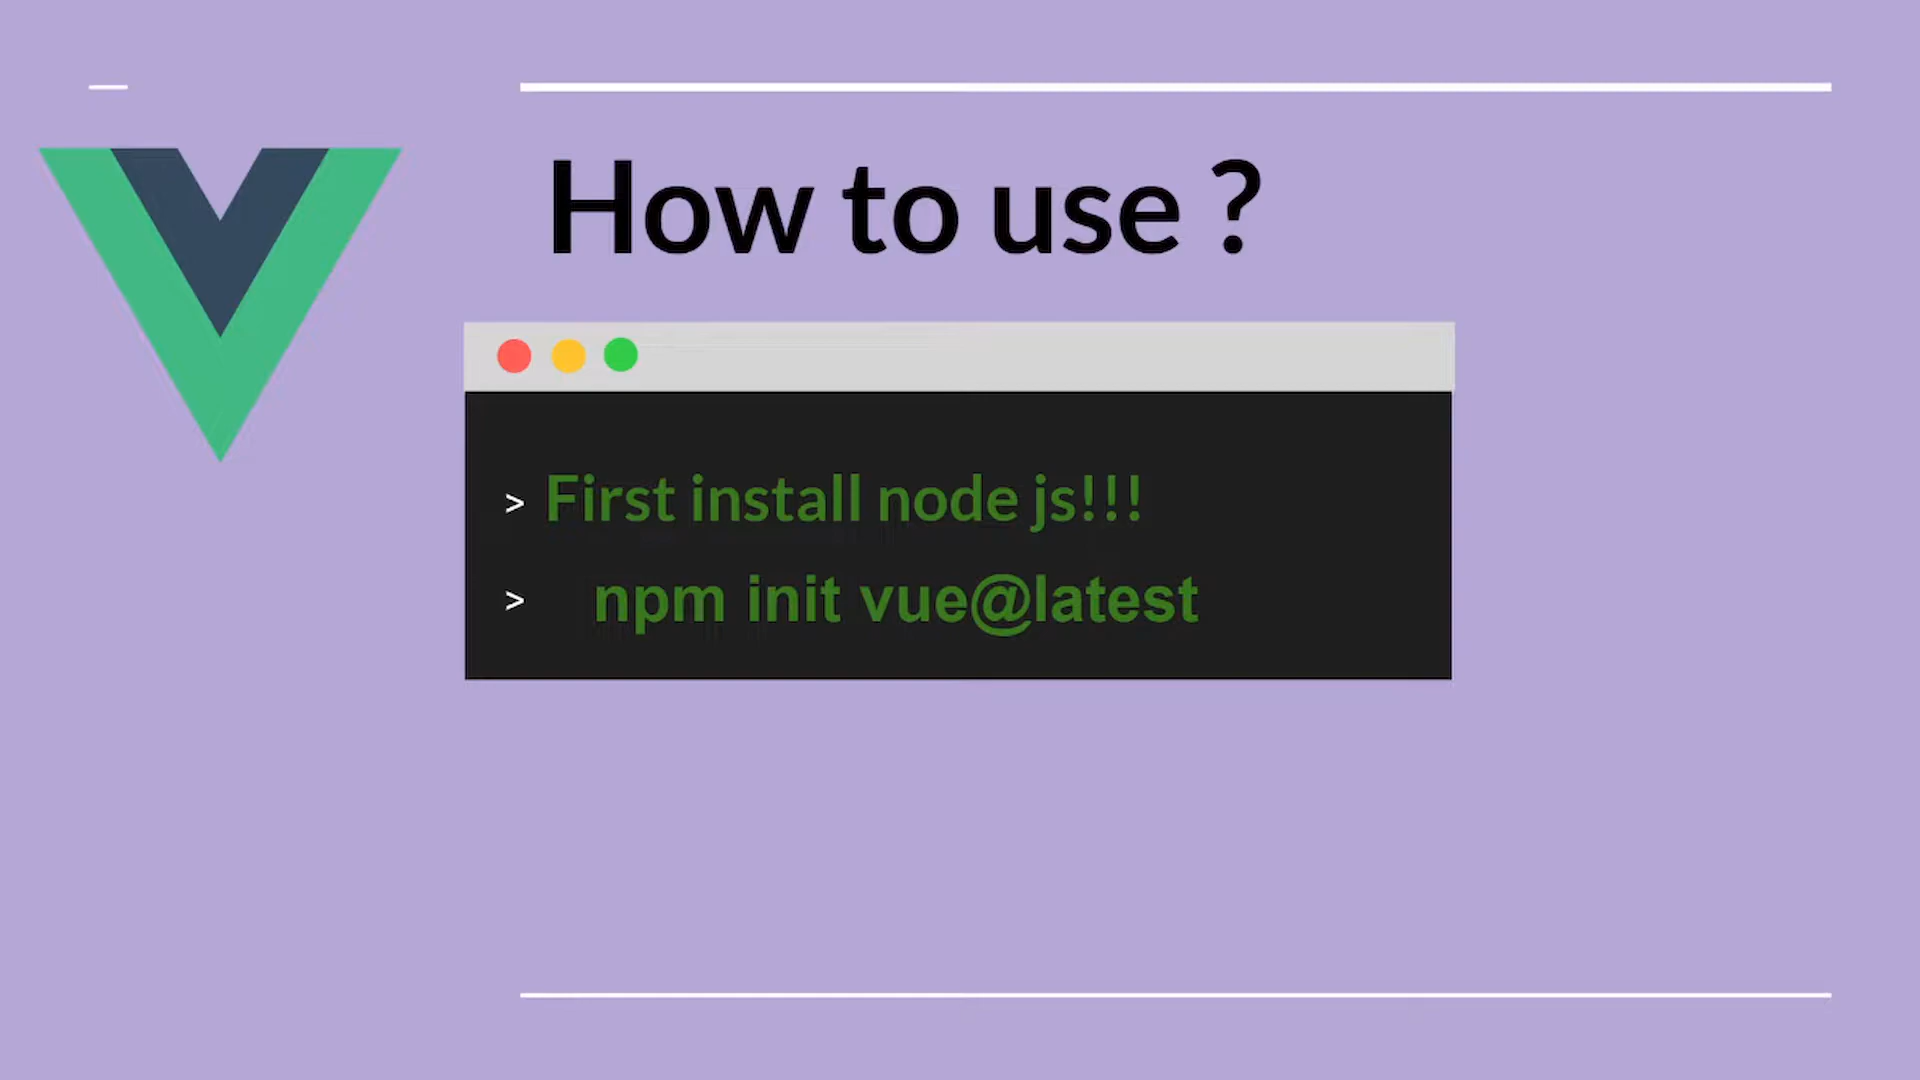 How to use ?
> First install node js!!!
> npm init vue@latest